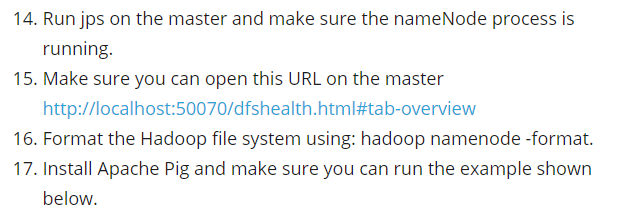 14. Run jps on the master and make sure the nameNode process is
running.
15. Make sure you can open this URL on the master
http://localhost:50070/dfshealth.html#tab-overview
16. Format the Hadoop file system using: hadoop namenode -format.
17. Install Apache Pig and make sure you can run the example shown
below.